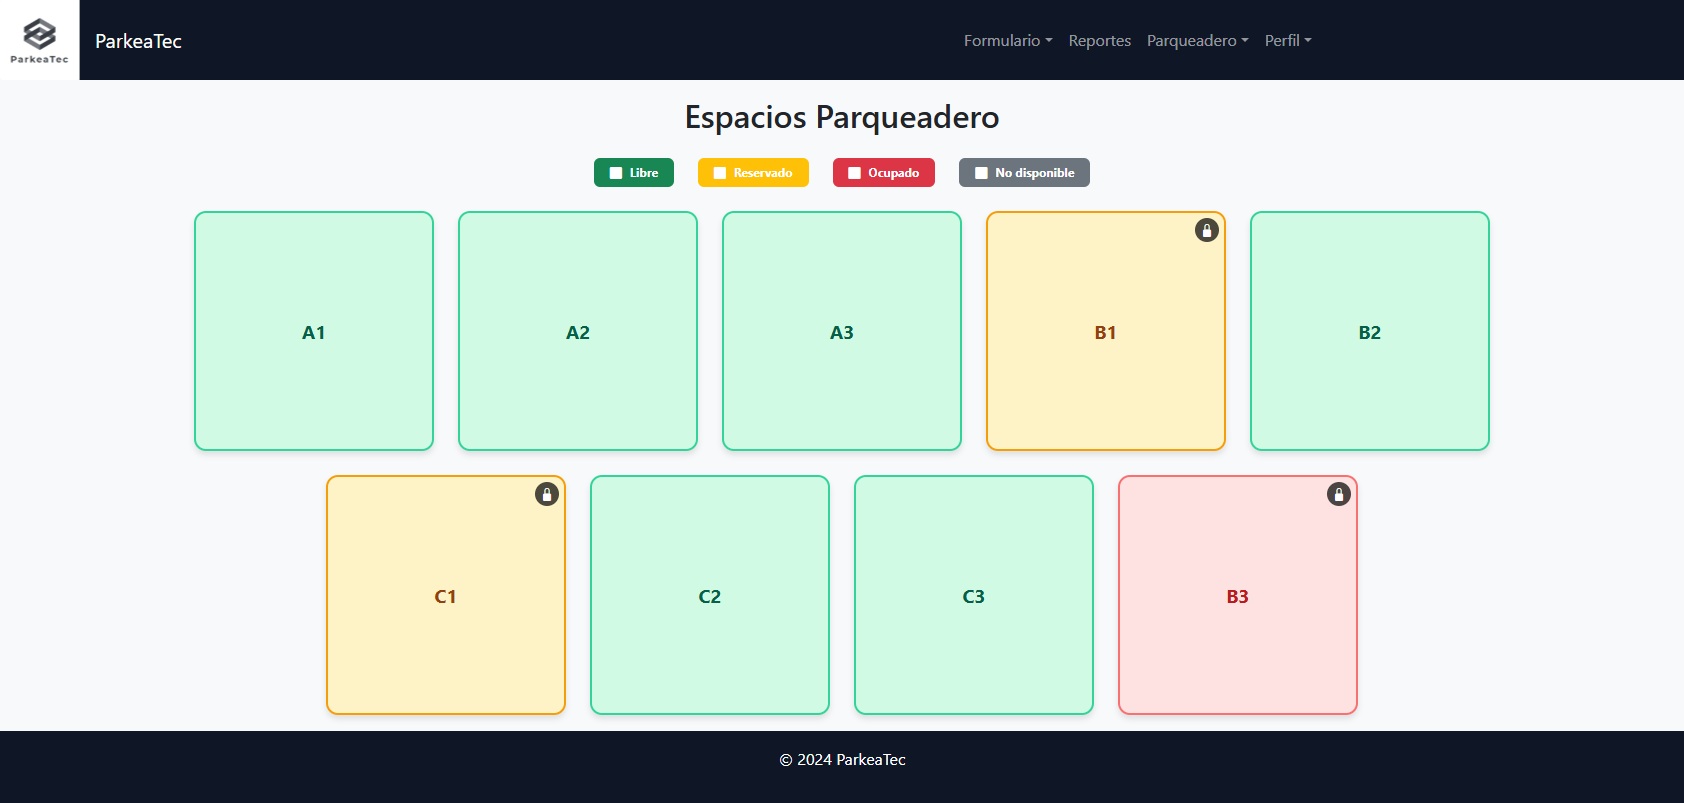 ParkeaTec
ParkeaTec
Formulario Reportes Parqueadero Perfil
Espacios Parqueadero
Libre Reservado Ocupado No disponible
A1 A2 A3 B1 B2
C1 C2 C3 B3
© 2024 ParkeaTec